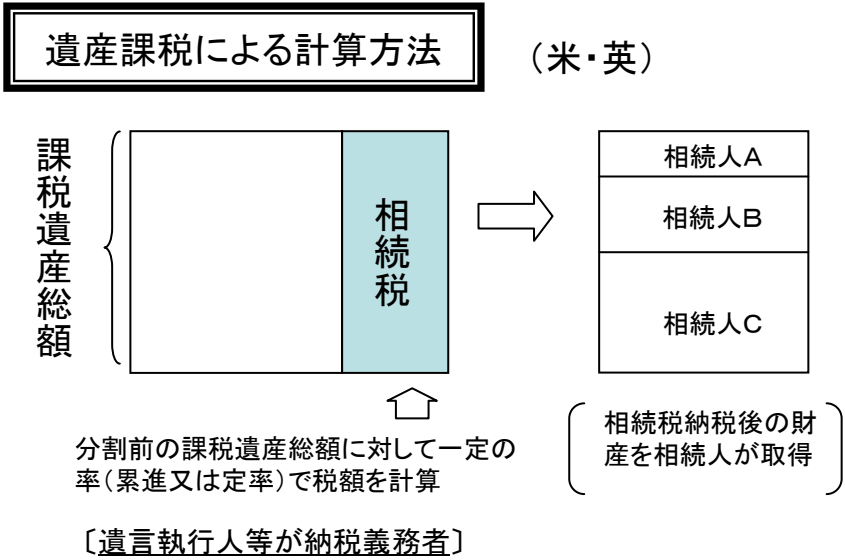 遺産課税による計算方法
（米・英）
課税遺産総額
相続税
相続人A
相続人B
相続人C
分割前の課税遺産総額に対して一定の
率（累進又は定率）で税額を計算
〔遺言執行人等が納税義務者〕
相続税納税後の財
産を相続人が取得